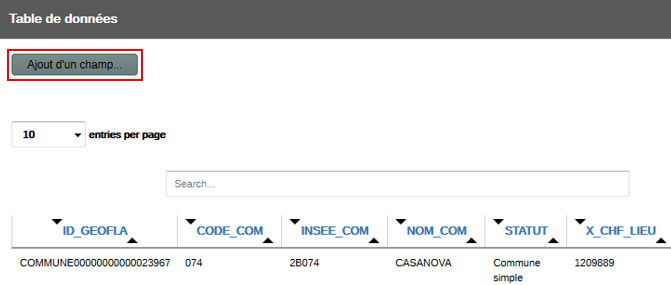 Table de données
Ajout d'un champ...
10 entries per page
Search...
ID_GEOFLA CODE_COM INSEE_COM NOM_COM STATUT X_CHF_LIEU
COMMUNE00000000000023967 074 2B074 CASANOVA Commune 1209889
simple